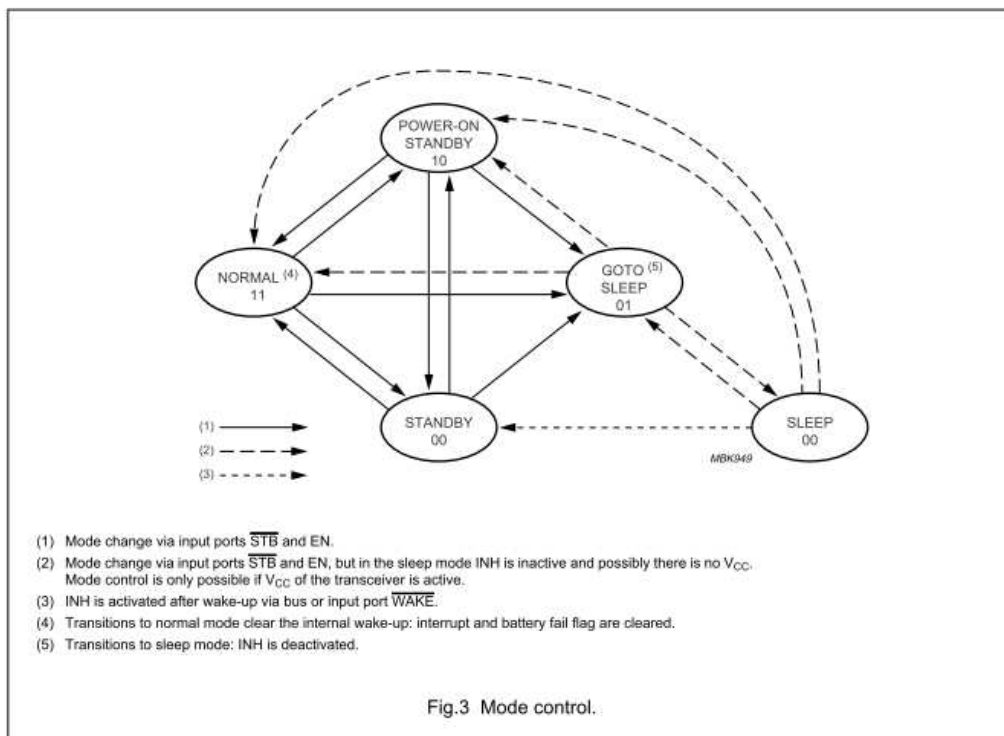 POWER-ON
STANDBY
10
NORMAL (4)
11
GOTO (5)
SLEEP
01
STANDBY
00
SLEEP
00
MBK949
(1)
(2)
(3)
(1) Mode change via input ports S̅T̅B̅ and EN.
(2) Mode change via input ports S̅T̅B̅ and EN, but in the sleep mode INH is inactive and possibly there is no VCC.
Mode control is only possible if VCC of the transceiver is active.
(3) INH is activated after wake-up via bus or input port W̅A̅K̅E̅.
(4) Transitions to normal mode clear the internal wake-up: interrupt and battery fail flag are cleared.
(5) Transitions to sleep mode: INH is deactivated.
Fig.3 Mode control.